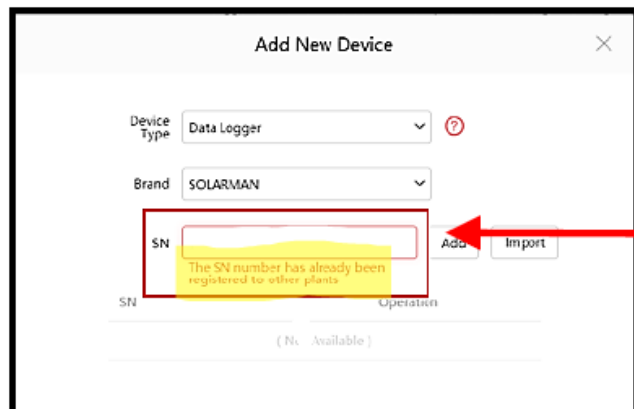 Add New Device
Device Type
Data Logger
Brand
SOLARMAN
SN
Add
Import
The SN number has already been
registered to other plants
SN
Operation
Available )